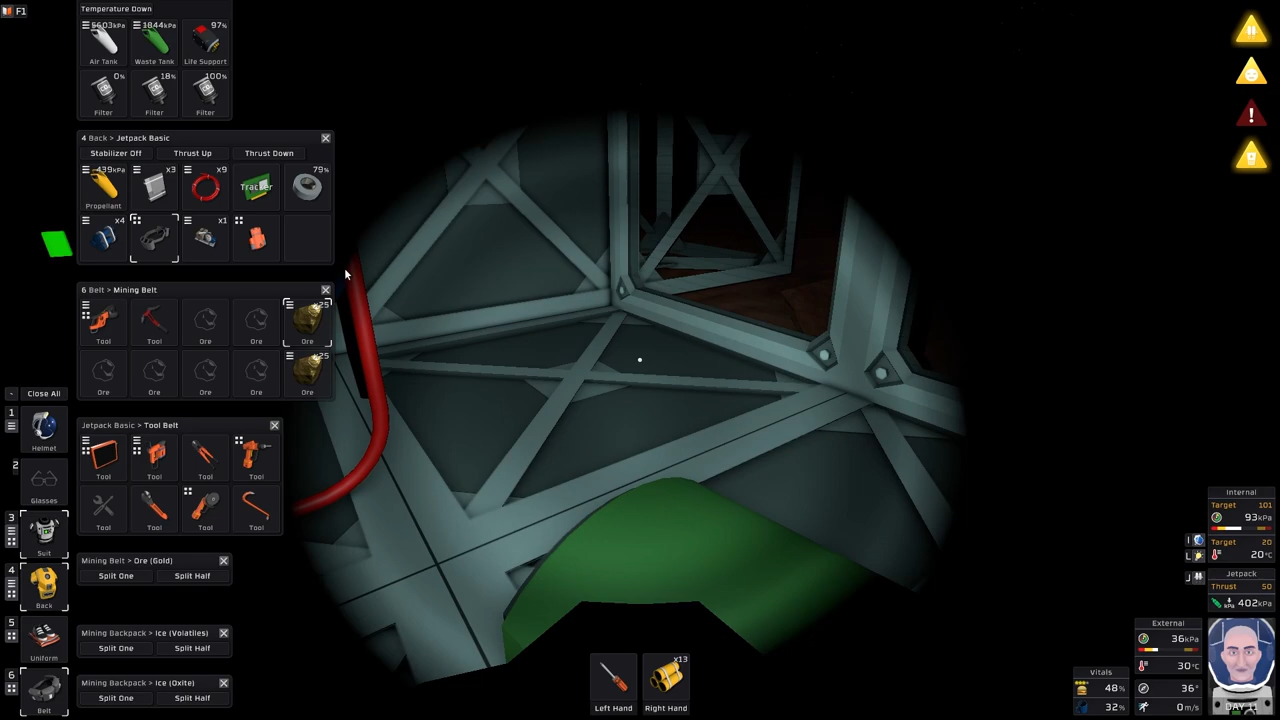 F1
Temperature Down
5603kPa 1844kPa 97%
Air Tank Waste Tank Life Support
0% 18% 100%
Filter Filter Filter
4 Back > Jetpack Basic
Stabilizer Off Thrust Up Thrust Down
439kPa x3 x9 79%
Tracker
Propellant
x4 x1
6 Belt > Mining Belt
x25
Tool Tool Ore Ore Ore
x25
Ore Ore Ore Ore Ore
- Close All
Jetpack Basic > Tool Belt
Tool Tool Tool Tool
Tool Tool Tool Tool
Mining Belt > Ore (Gold)
Split One Split Half
Mining Backpack > Ice (Volatiles)
Split One Split Half
Mining Backpack > Ice (Oxite)
Split One Split Half
1
Helmet
2
Glasses
3
Suit
4
Back
5
Uniform
6
Belt
x13
Left Hand Right Hand
Internal
Target 101
93kPa
Target 20
20°C
I
L
J
Jetpack
Thrust 50
kPa 402kPa
External
36kPa
30°C
36°
0m/s
Vitals
48%
32%
DAY 11